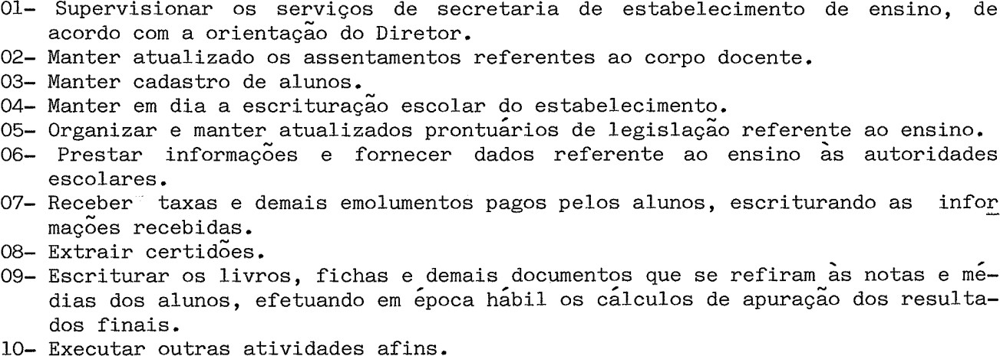 01- Supervisionar os serviços de secretaria de estabelecimento de ensino, de
acordo com a orientação do Diretor.
02- Manter atualizado os assentamentos referentes ao corpo docente.
03- Manter cadastro de alunos.
04- Manter em dia a escrituração escolar do estabelecimento.
05- Organizar e manter atualizados prontuários de legislação referente ao ensino.
06- Prestar informações e fornecer dados referente ao ensino às autoridades
escolares.
07- Receber taxas e demais emolumentos pagos pelos alunos, escriturando as infor
mações recebidas.
08- Extrair certidões.
09- Escriturar os livros, fichas e demais documentos que se refiram às notas e mé-
dias dos alunos, efetuando em época hábil os cálculos de apuração dos resulta-
dos finais.
10- Executar outras atividades afins.